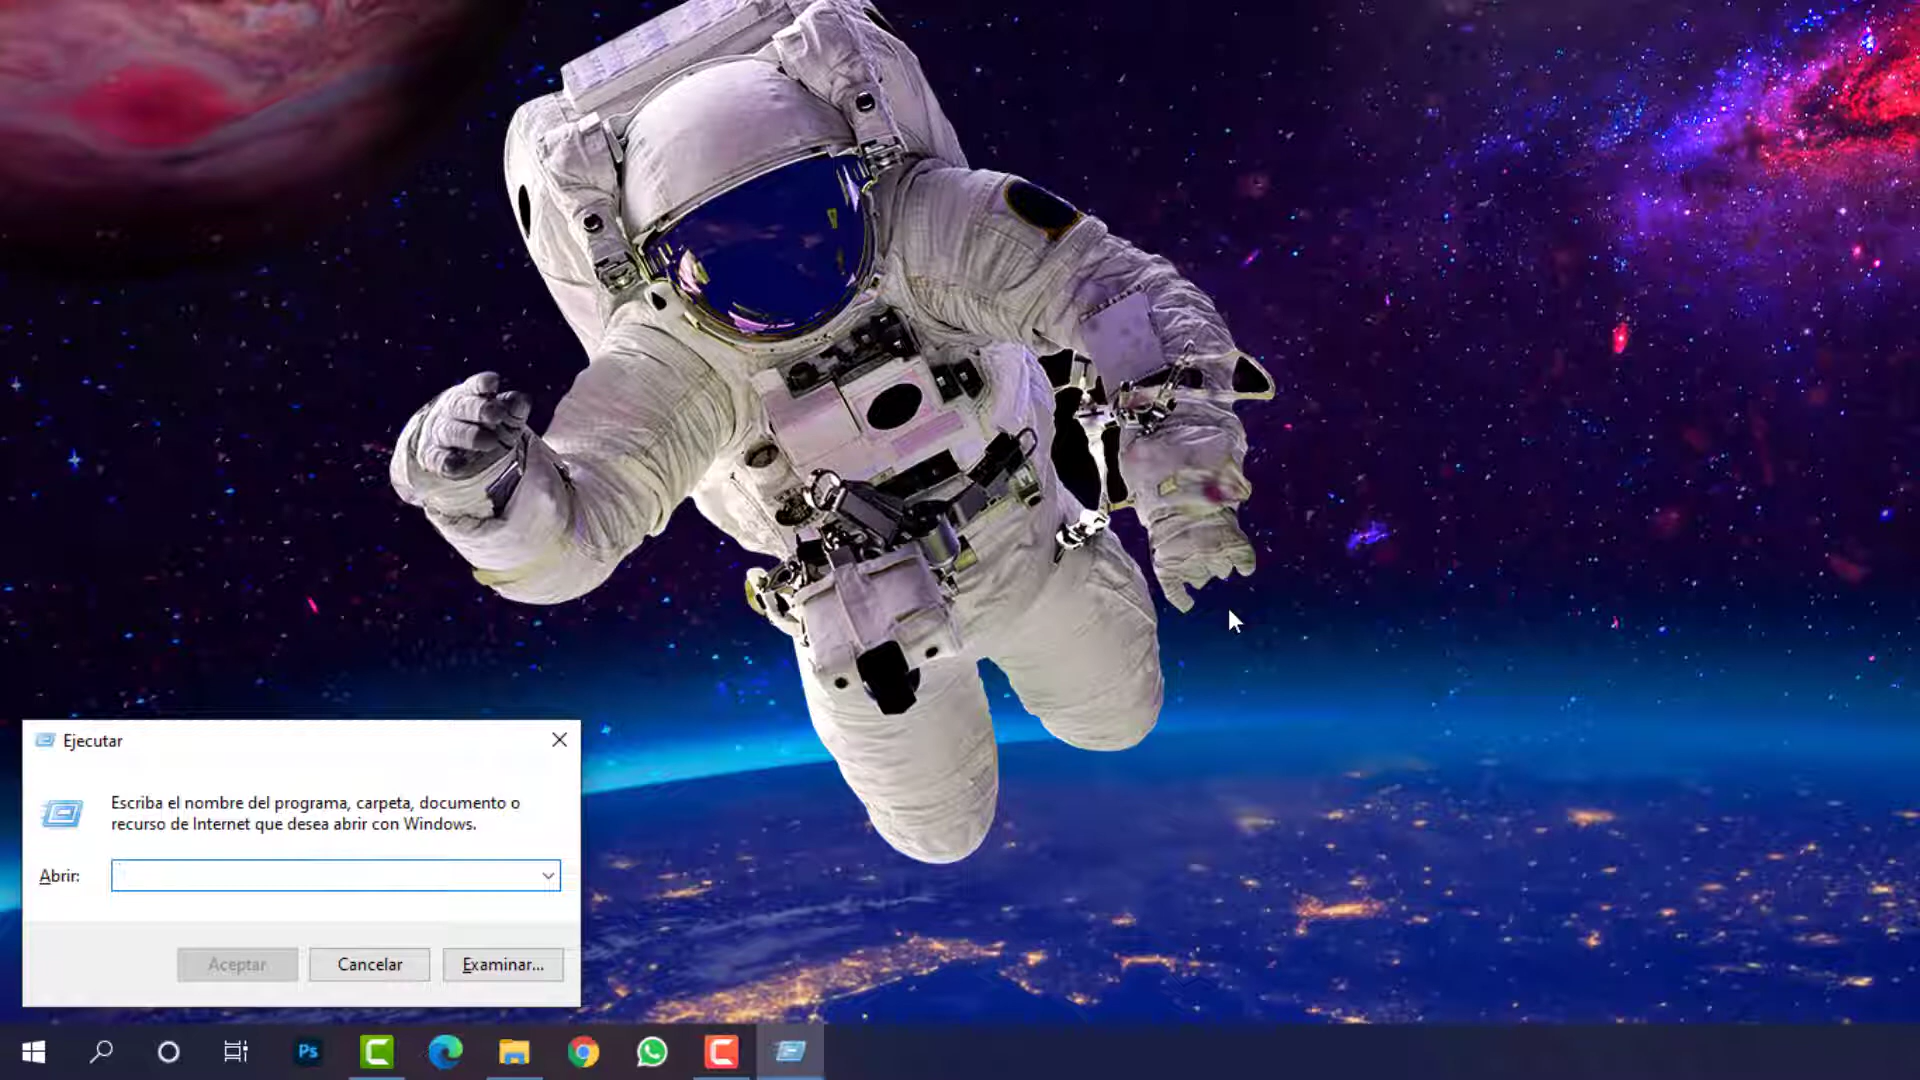 Ejecutar
Escriba el nombre del programa, carpeta, documento o
recurso de Internet que desea abrir con Windows.
Abrir:
Aceptar
Cancelar
Examinar...
Ps